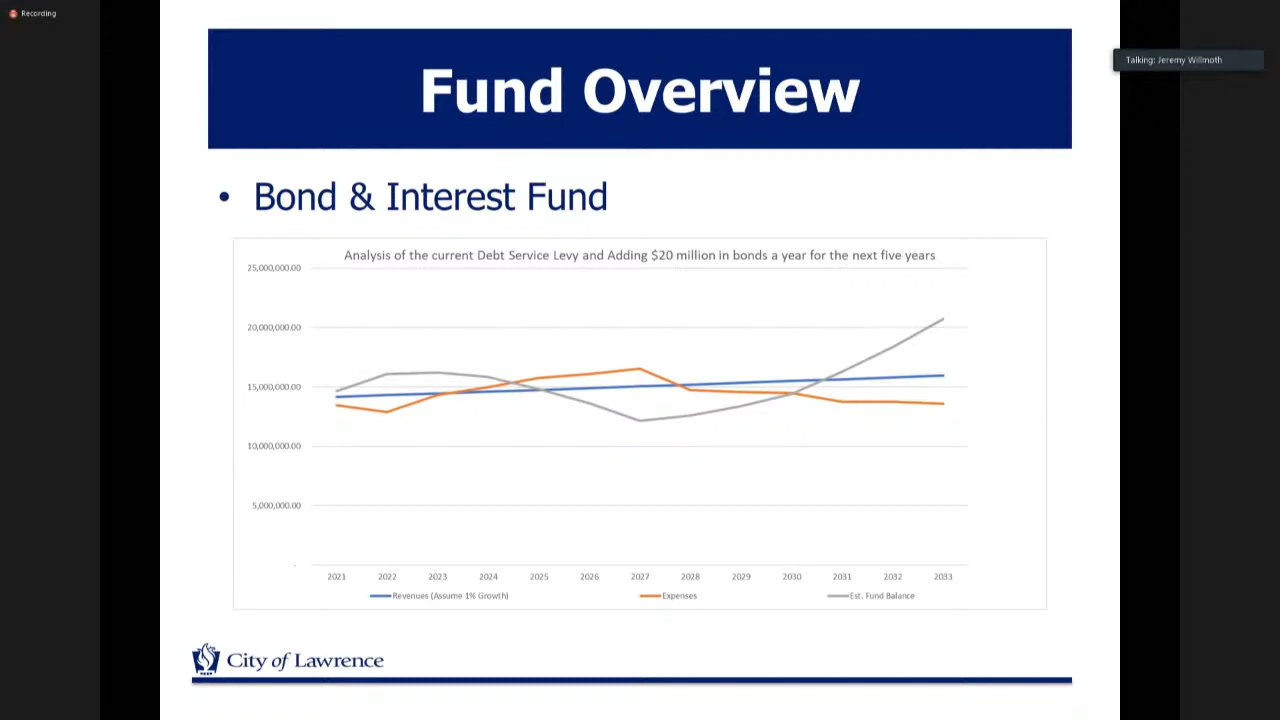 Recording
Talking: Jeremy Willmoth
Fund Overview
• Bond & Interest Fund
Analysis of the current Debt Service Levy and Adding $20 million in bonds a year for the next five years
25,000,000.00
20,000,000.00
15,000,000.00
10,000,000.00
5,000,000.00
-
2021 2022 2023 2024 2025 2026 2027 2028 2029 2030 2031 2032 2033
Revenues (Assume 1% Growth) Expenses Est. Fund Balance
City of Lawrence